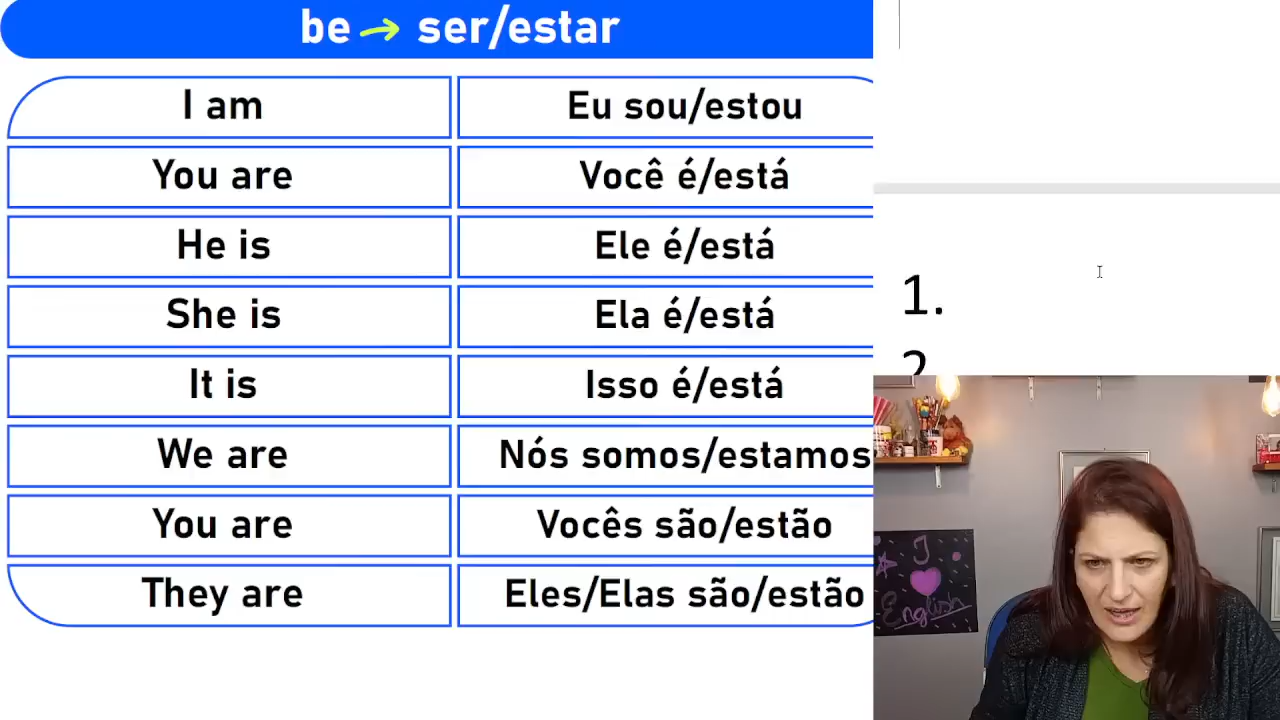 be → ser/estar
I am Eu sou/estou
You are Você é/está
He is Ele é/está
She is Ela é/está
It is Isso é/está
We are Nós somos/estamos
You are Vocês são/estão
They are Eles/Elas são/estão
1.
2
I
English